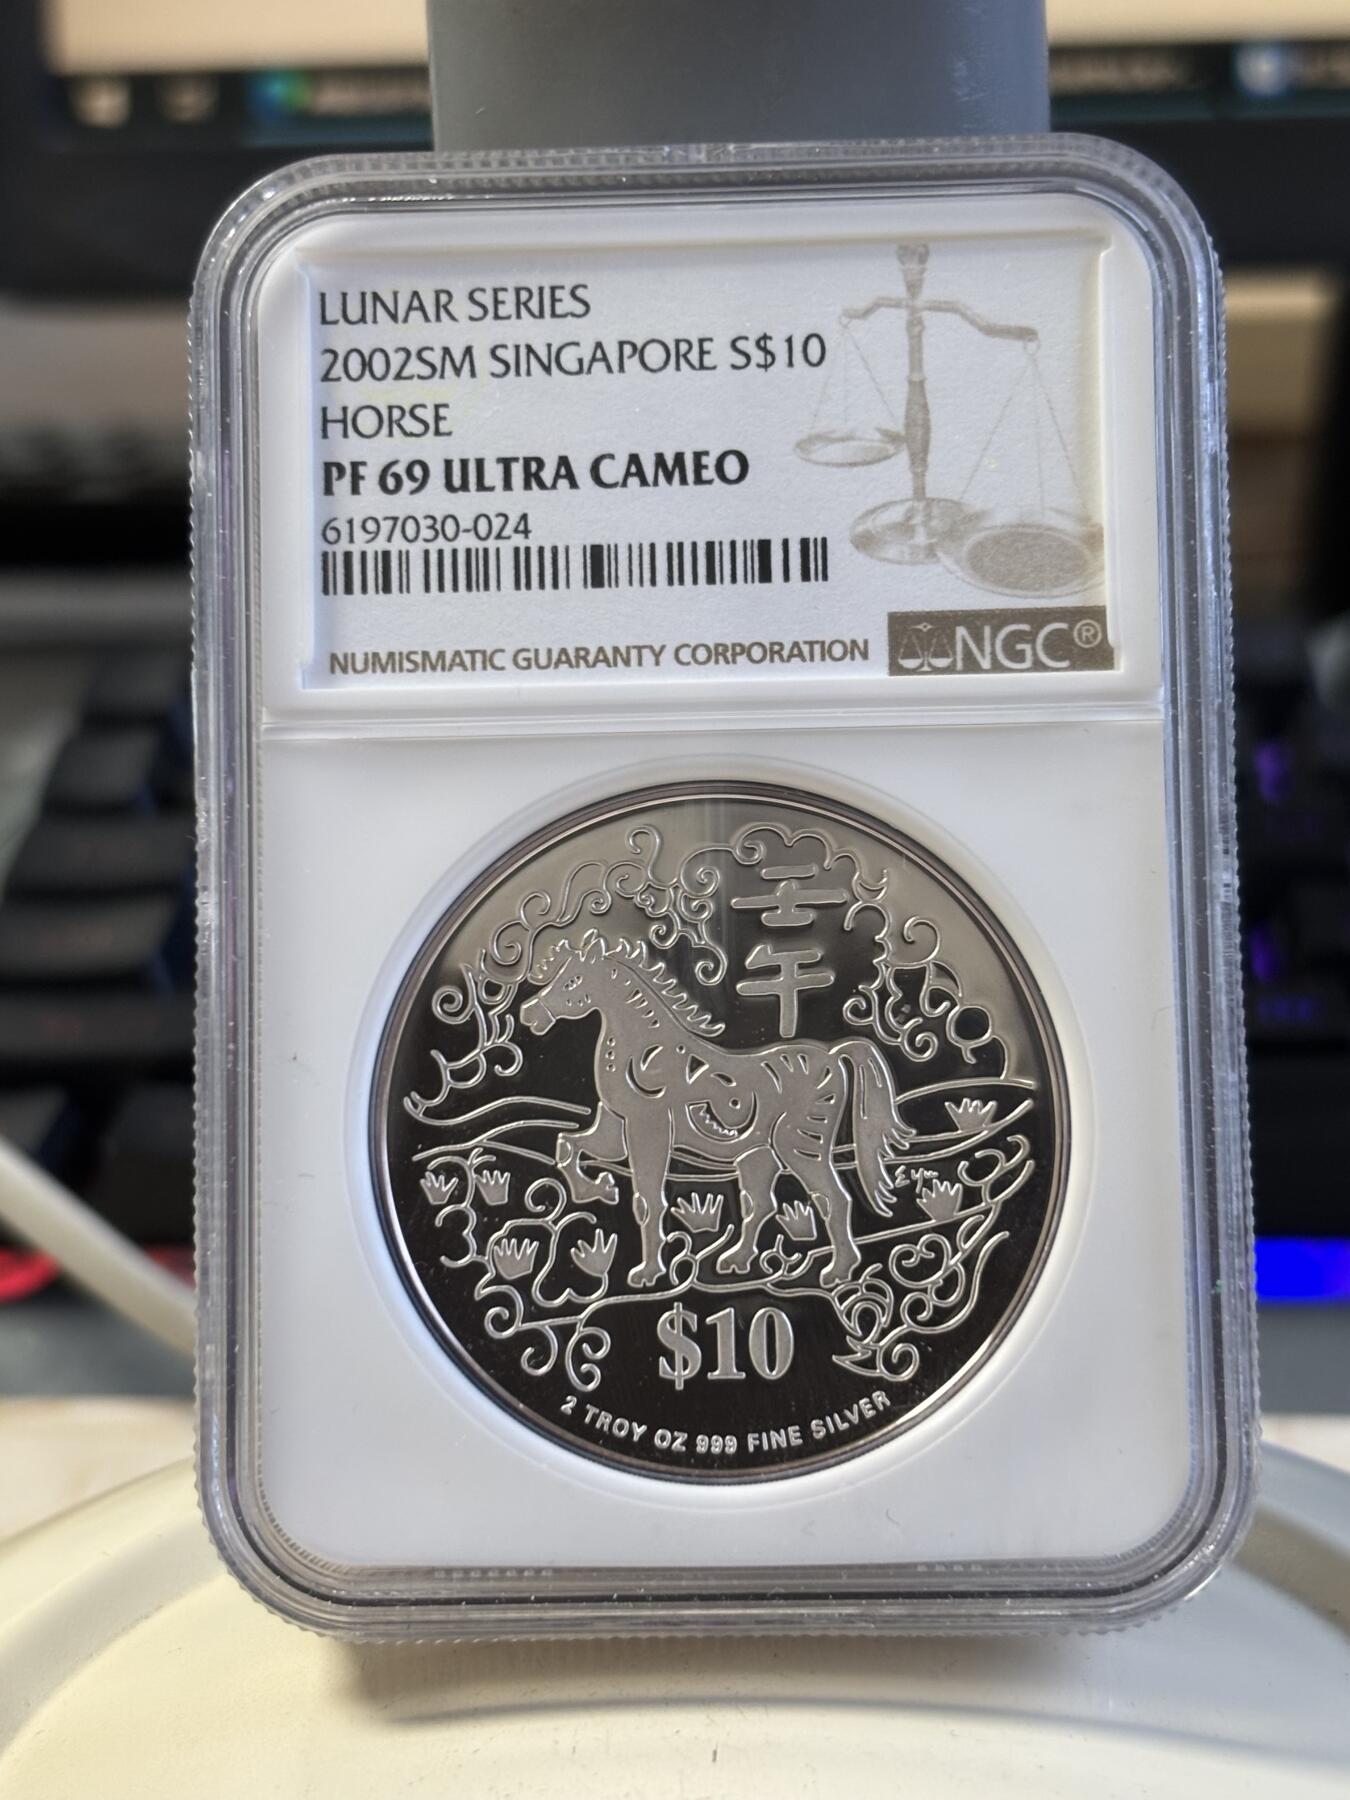 LUNAR SERIES
2002SM SINGAPORE S$10
HORSE
PF 69 ULTRA CAMEO
6197030-024
NUMISMATIC GUARANTY CORPORATION
NGC®
壬
午
$10
2 TROY OZ 999 FINE SILVER